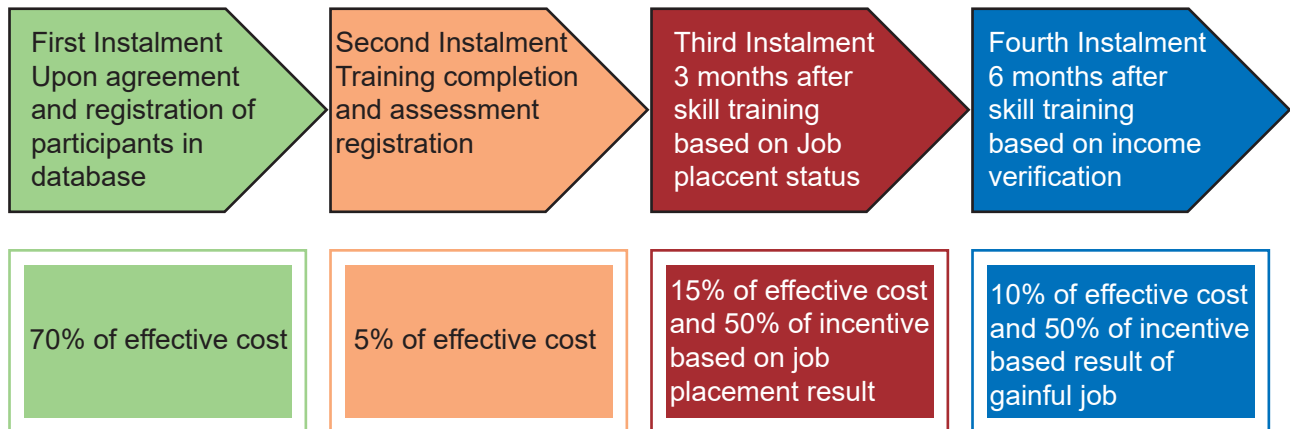 First Instalment
Upon agreement
and registration of
participants in
database
Second Instalment
Training completion
and assessment
registration
Third Instalment
3 months after
skill training
based on Job
placcent status
Fourth Instalment
6 months after
skill training
based on income
verification
70% of effective cost
5% of effective cost
15% of effective cost
and 50% of incentive
based on job
placement result
10% of effective cost
and 50% of incentive
based result of
gainful job